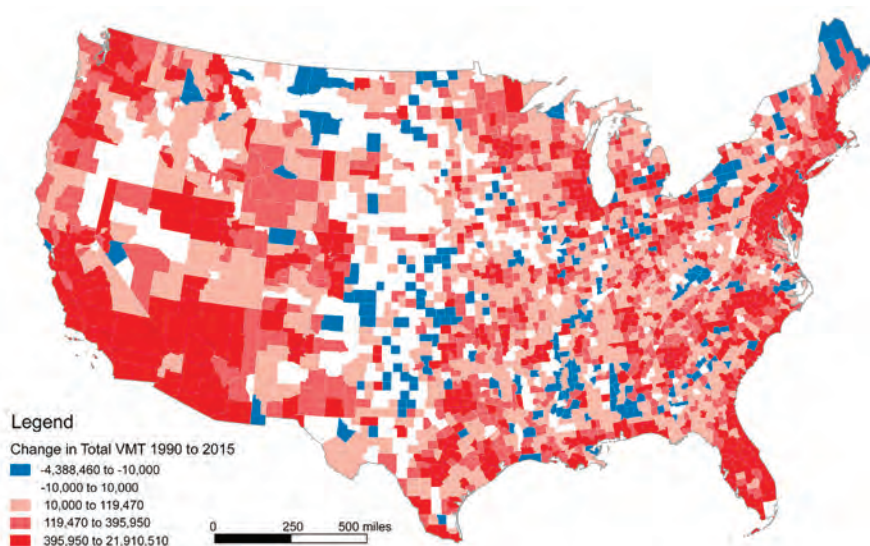 Legend
Change in Total VMT 1990 to 2015
-4,388,460 to -10,000
-10,000 to 10,000
10,000 to 119,470
119,470 to 395,950
395,950 to 21,910,510
0 250 500 miles